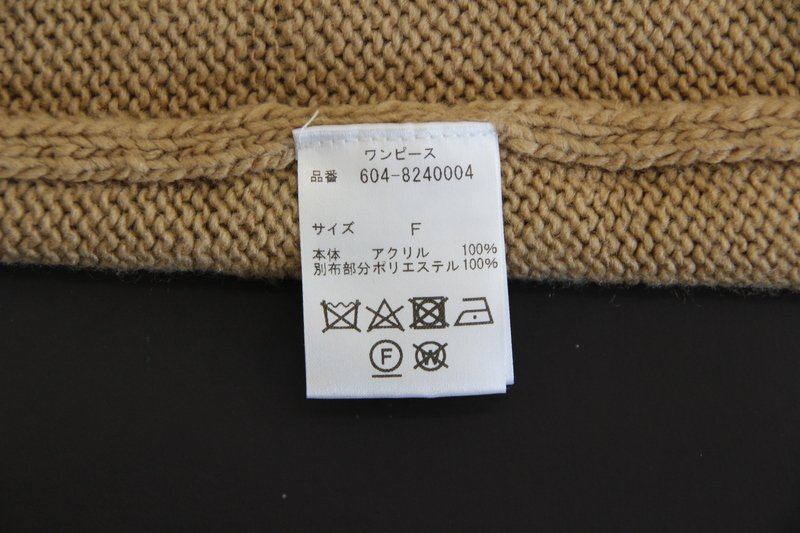 ワンピース
品番 604-8240004
サイズ F
本体 アクリル 100%
別布部分 ポリエステル 100%
F W